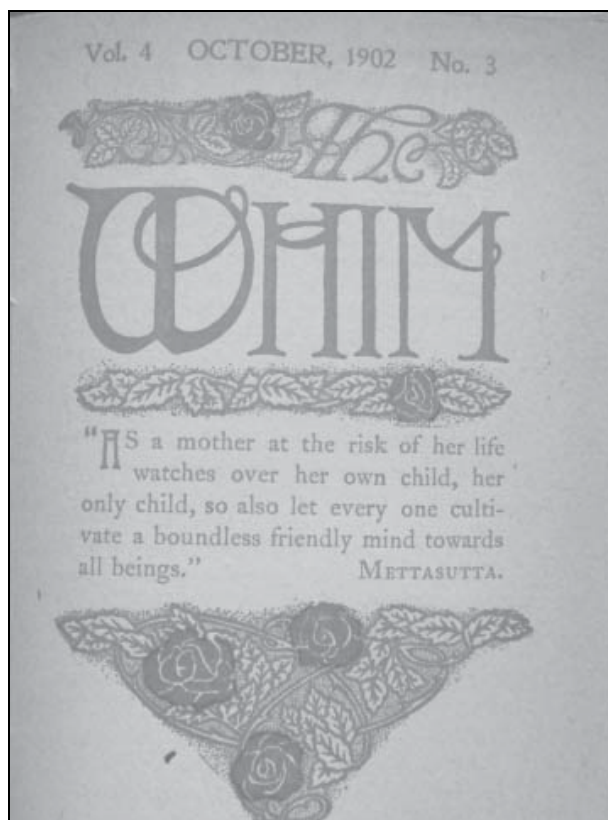 Vol. 4 OCTOBER, 1902 No. 3
The
WHIM
"AS a mother at the risk of her life
watches over her own child, her
only child, so also let every one culti-
vate a boundless friendly mind towards
all beings." METTASUTTA.